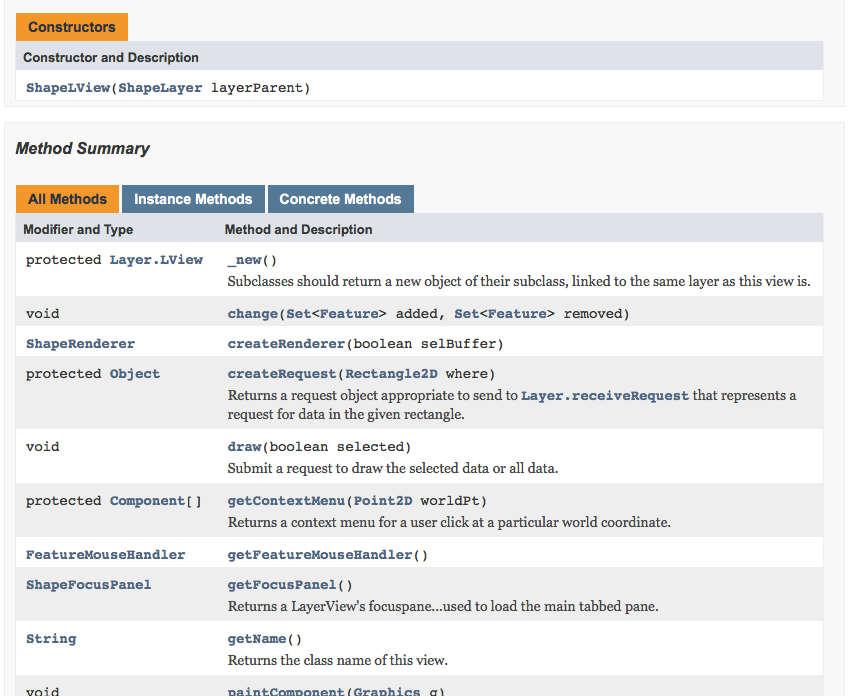 Constructors
Constructor and Description
ShapeLView(ShapeLayer layerParent)
Method Summary
All Methods Instance Methods Concrete Methods
Modifier and Type Method and Description
protected Layer.LView _new()
Subclasses should return a new object of their subclass, linked to the same layer as this view is.
void change(Set<Feature> added, Set<Feature> removed)
ShapeRenderer createRenderer(boolean selBuffer)
protected Object createRequest(Rectangle2D where)
Returns a request object appropriate to send to Layer.receiveRequest that represents a
request for data in the given rectangle.
void draw(boolean selected)
Submit a request to draw the selected data or all data.
protected Component[] getContextMenu(Point2D worldPt)
Returns a context menu for a user click at a particular world coordinate.
FeatureMouseHandler getFeatureMouseHandler()
ShapeFocusPanel getFocusPanel()
Returns a LayerView's focuspane...used to load the main tabbed pane.
String getName()
Returns the class name of this view.
void paintComponent(Graphics g)